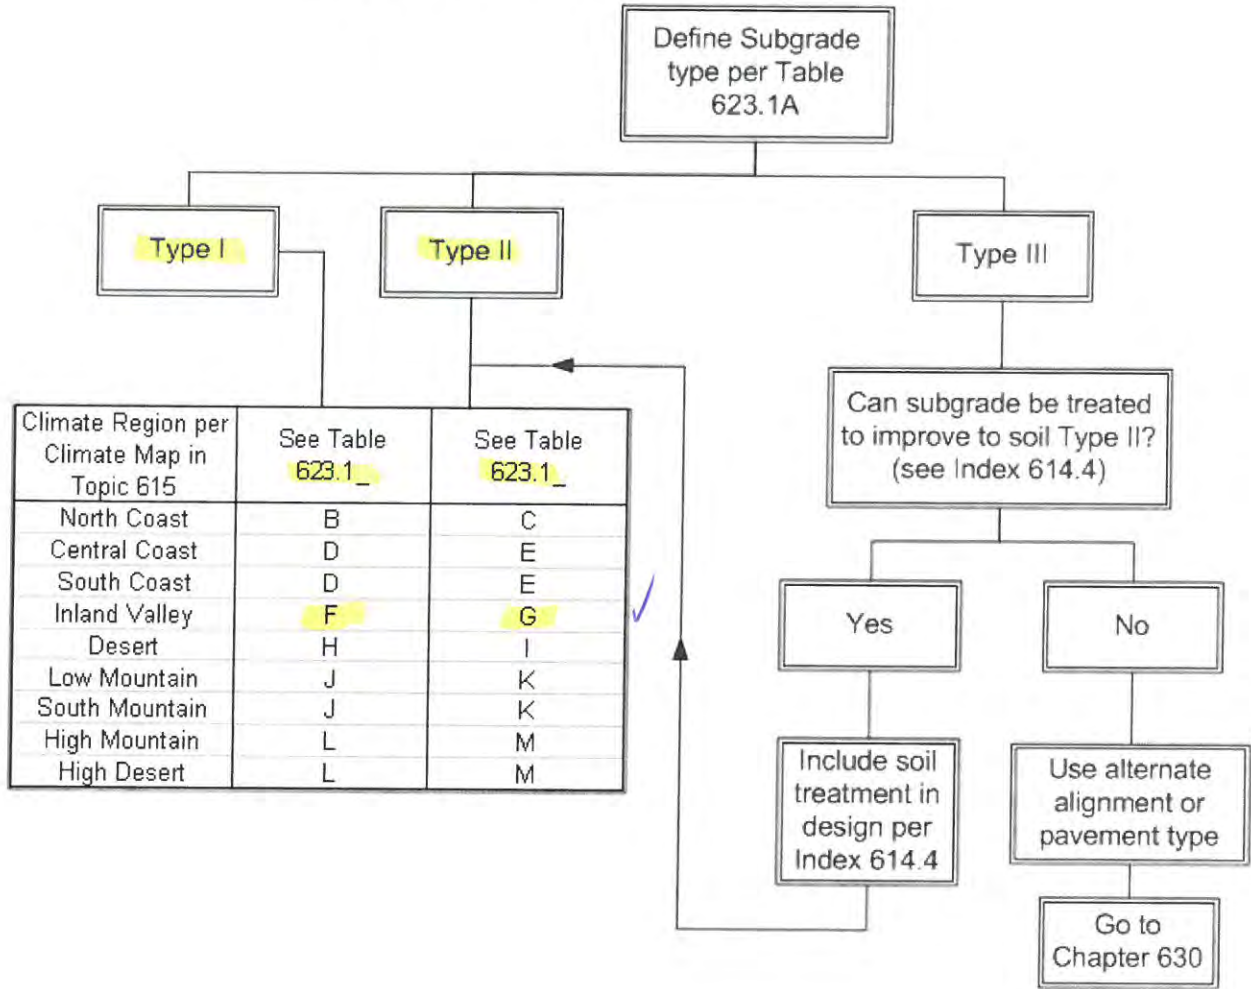 Define Subgrade
type per Table
623.1A
Type I
Type II
Type III
Climate Region per
Climate Map in
Topic 615
See Table
623.1_
See Table
623.1_
North Coast B C
Central Coast D E
South Coast D E
Inland Valley F G
Desert H I
Low Mountain J K
South Mountain J K
High Mountain L M
High Desert L M
Can subgrade be treated
to improve to soil Type II?
(see Index 614.4)
Yes
No
Include soil
treatment in
design per
Index 614.4
Use alternate
alignment or
pavement type
Go to
Chapter 630